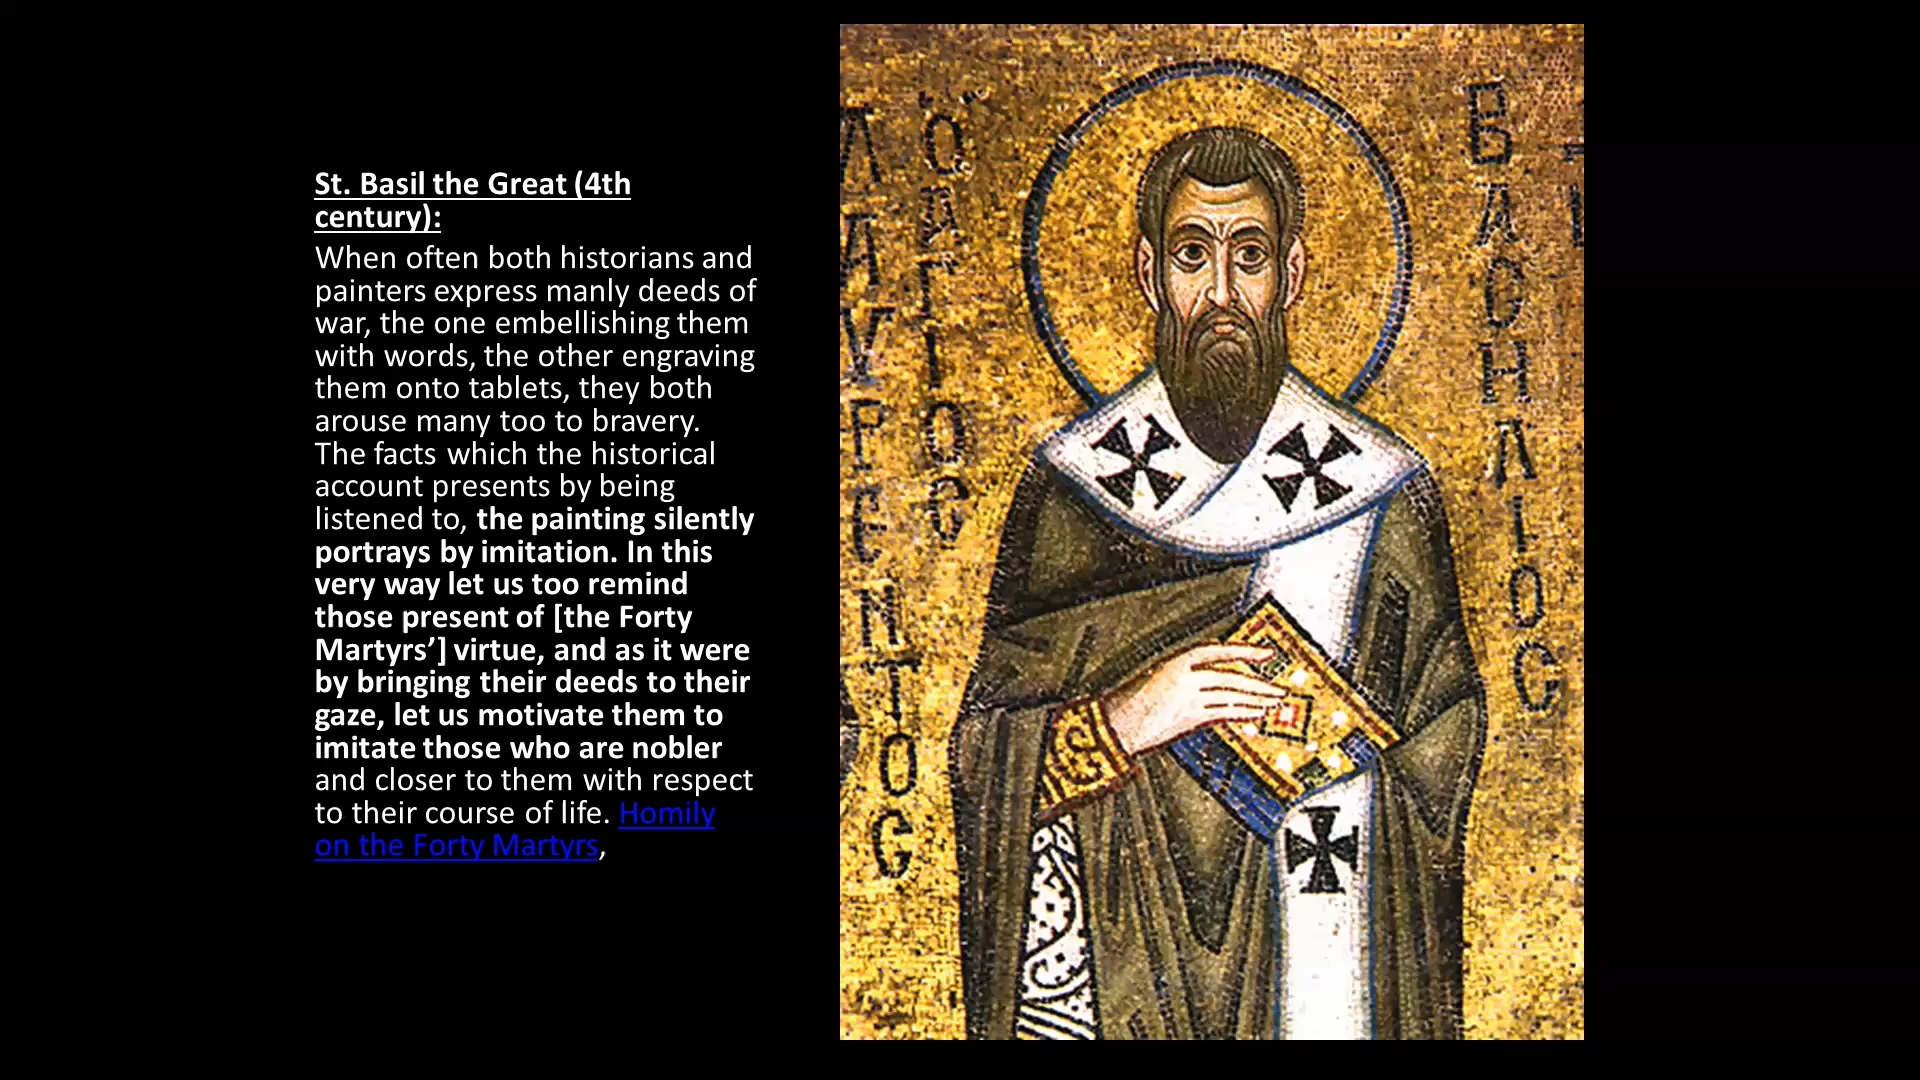 St. Basil the Great (4th
century):
When often both historians and
painters express manly deeds of
war, the one embellishing them
with words, the other engraving
them onto tablets, they both
arouse many too to bravery.
The facts which the historical
account presents by being
listened to, the painting silently
portrays by imitation. In this
very way let us too remind
those present of [the Forty
Martyrs’] virtue, and as it were
by bringing their deeds to their
gaze, let us motivate them to
imitate those who are nobler
and closer to them with respect
to their course of life. Homily
on the Forty Martyrs,
ΛΑΥΡΕΝΤΟC
Ο ΑΓΙΟC
ΒΑCΗΛΙΟC